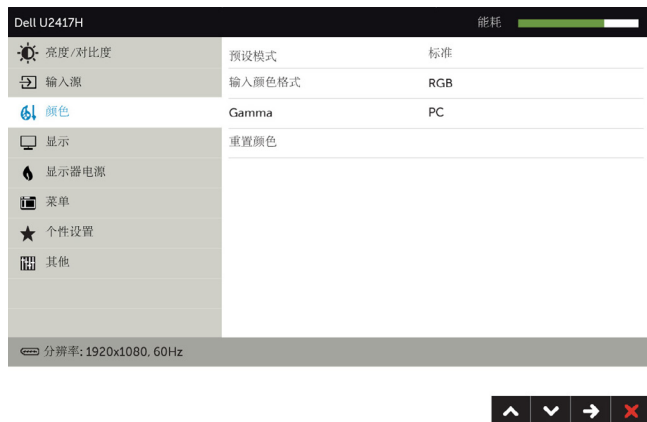 Dell U2417H 能耗
亮度/对比度
预设模式 标准
输入源
输入颜色格式 RGB
颜色
Gamma PC
显示
重置颜色
显示器电源
菜单
个性设置
其他
分辨率: 1920x1080, 60Hz